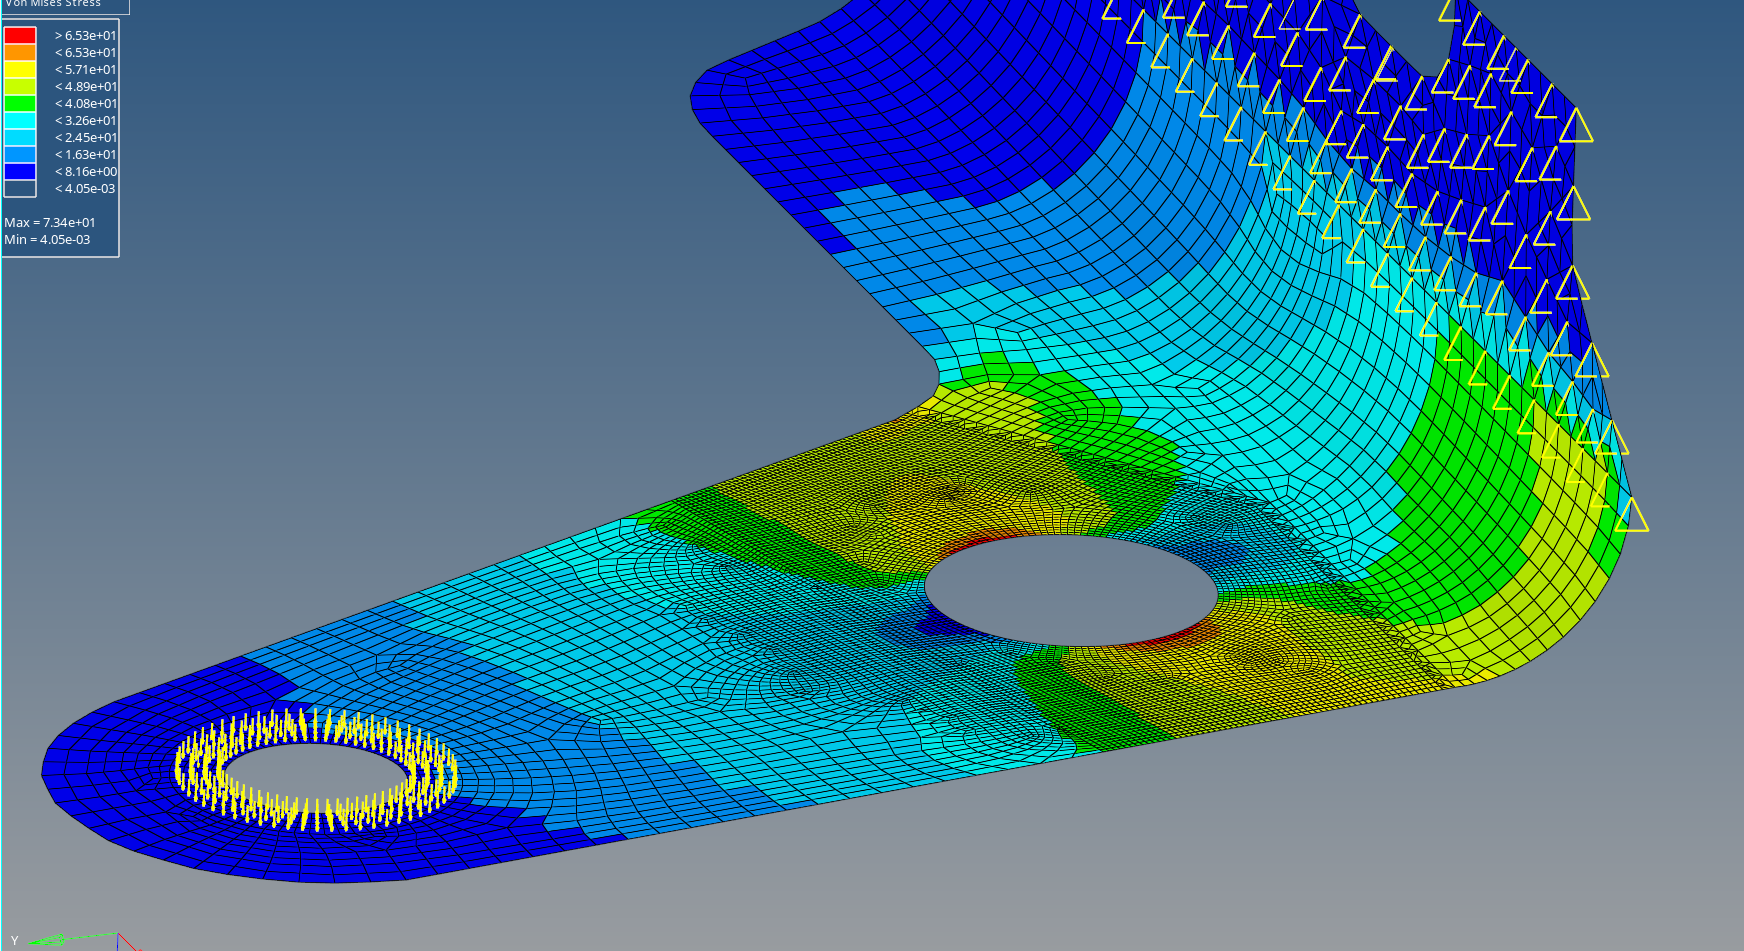 Von Mises Stress
> 6.53e+01
< 6.53e+01
< 5.71e+01
< 4.89e+01
< 4.08e+01
< 3.26e+01
< 2.45e+01
< 1.63e+01
< 8.16e+00
< 4.05e-03
Max = 7.34e+01
Min = 4.05e-03
Y